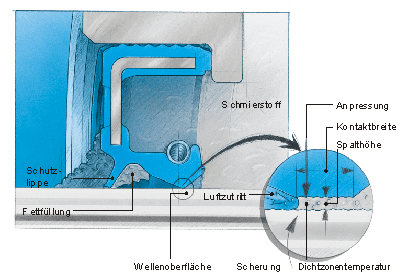 Schmierstoff
Anpressung
Kontaktbreite
Spalthöhe
Schutz-
lippe
Luftzutritt
Fettfüllung
Wellenoberfläche
Scherung
Dichtzonentemperatur